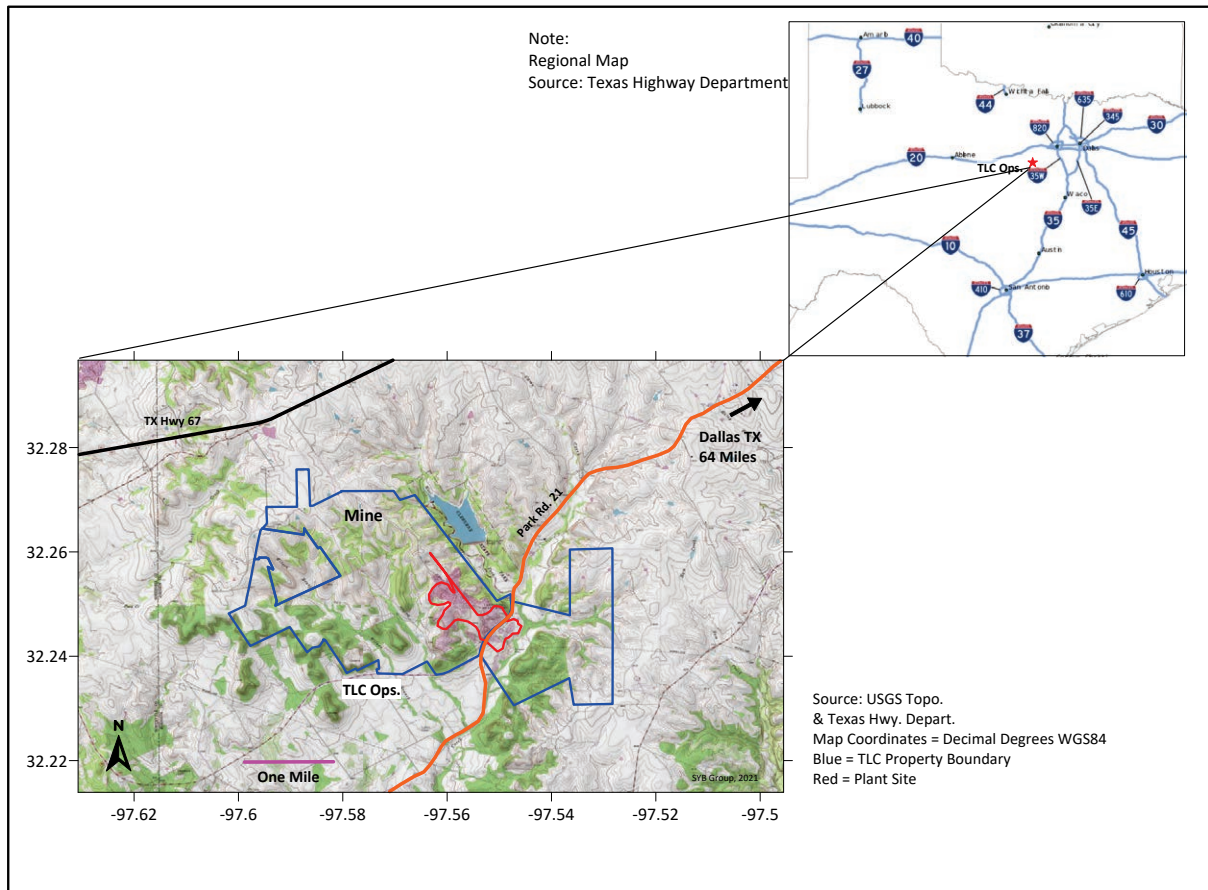 Note:
Regional Map
Source: Texas Highway Department
Amarb
40
27
Lubbock
44
635
820
345
30
20
Abbne
TLC Ops.
35W
Waco
35E
35
45
10
Austin
Houston
San Antonb
410
610
37
TX Hwy 67
Dallas TX
64 Miles
Park Rd. 21
Mine
TLC Ops.
N
One Mile
SYB Group, 2021
32.28
32.26
32.24
32.22
-97.62
-97.6
-97.58
-97.56
-97.54
-97.52
-97.5
Source: USGS Topo.
& Texas Hwy. Depart.
Map Coordinates = Decimal Degrees WGS84
Blue = TLC Property Boundary
Red = Plant Site